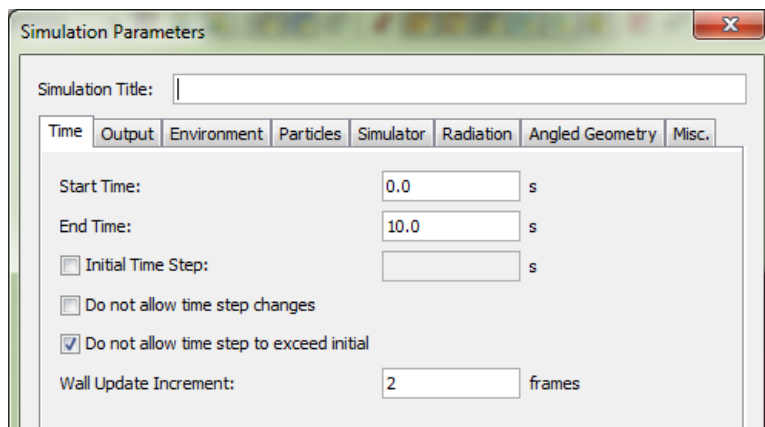 Simulation Parameters
Simulation Title:
Time Output Environment Particles Simulator Radiation Angled Geometry Misc.
Start Time: 0.0 s
End Time: 10.0 s
Initial Time Step: s
Do not allow time step changes
Do not allow time step to exceed initial
Wall Update Increment: 2 frames